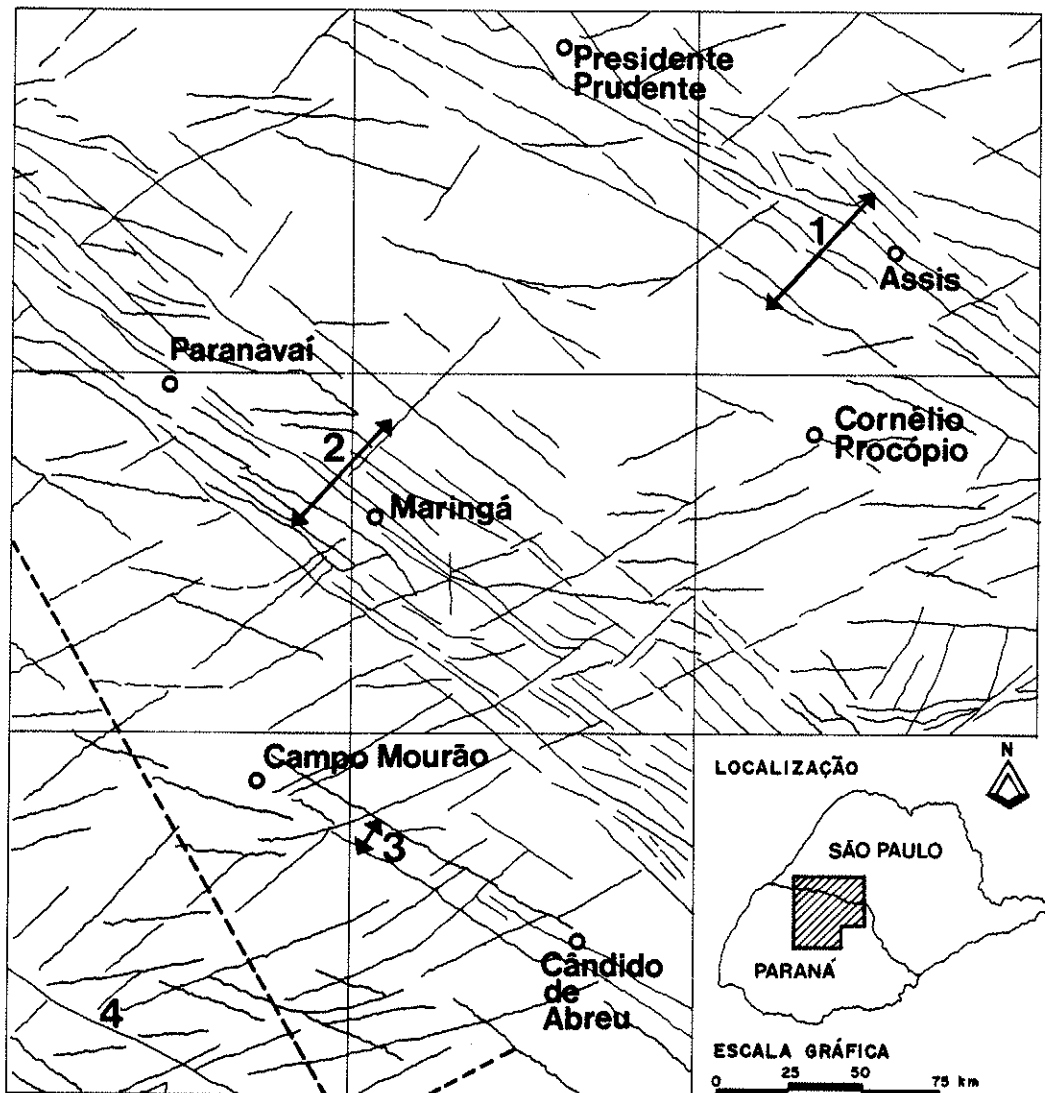 Presidente
Prudente
1
Assis
Paranavaí
2
Cornélio
Procópio
Maringá
Campo Mourão
3
Cândido
de
Abreu
4
LOCALIZAÇÃO
N
SÃO PAULO
PARANÁ
ESCALA GRÁFICA
0 25 50 75 km